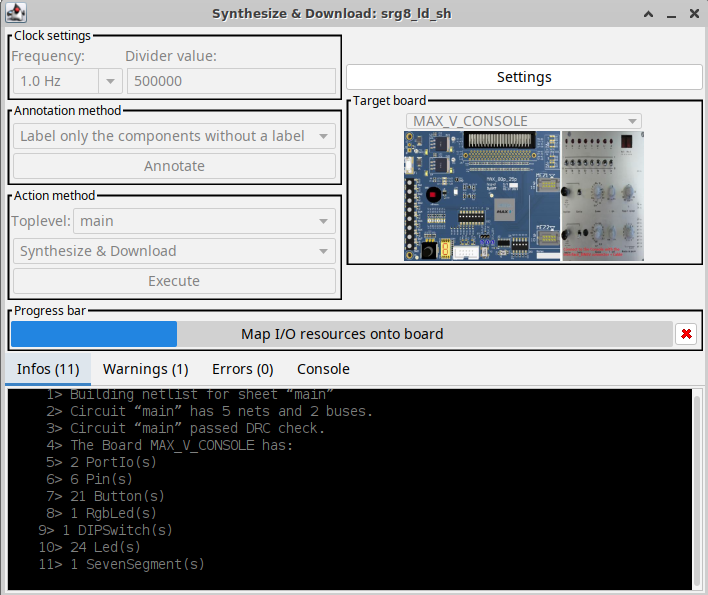 Synthesize & Download: srg8_ld_sh
Clock settings
Frequency:
Divider value:
1.0 Hz
500000
Settings
Annotation method
Label only the components without a label
Annotate
Target board
MAX_V_CONSOLE
Action method
Toplevel:
main
Synthesize & Download
Execute
Progress bar
Map I/O resources onto board
Infos (11)
Warnings (1)
Errors (0)
Console
1> Building netlist for sheet “main”
2> Circuit “main” has 5 nets and 2 buses.
3> Circuit “main” passed DRC check.
4> The Board MAX_V_CONSOLE has:
5> 2 PortIo(s)
6> 6 Pin(s)
7> 21 Button(s)
8> 1 RgbLed(s)
9> 1 DIPSwitch(s)
10> 24 Led(s)
11> 1 SevenSegment(s)